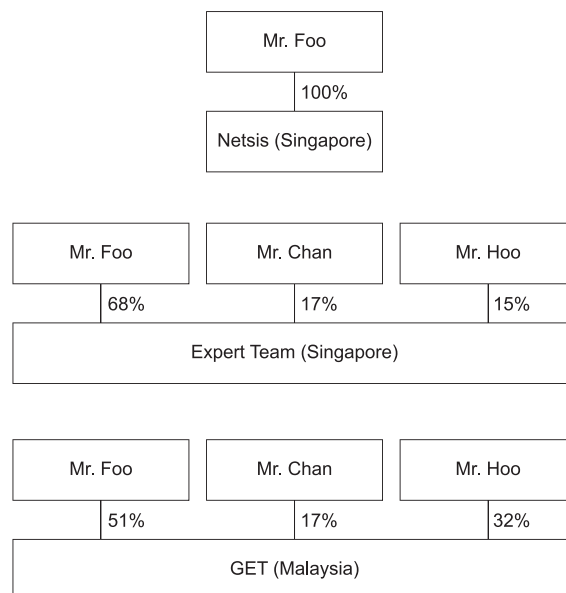 Mr. Foo
100%
Netsis (Singapore)
Mr. Foo Mr. Chan Mr. Hoo
68% 17% 15%
Expert Team (Singapore)
Mr. Foo Mr. Chan Mr. Hoo
51% 17% 32%
GET (Malaysia)